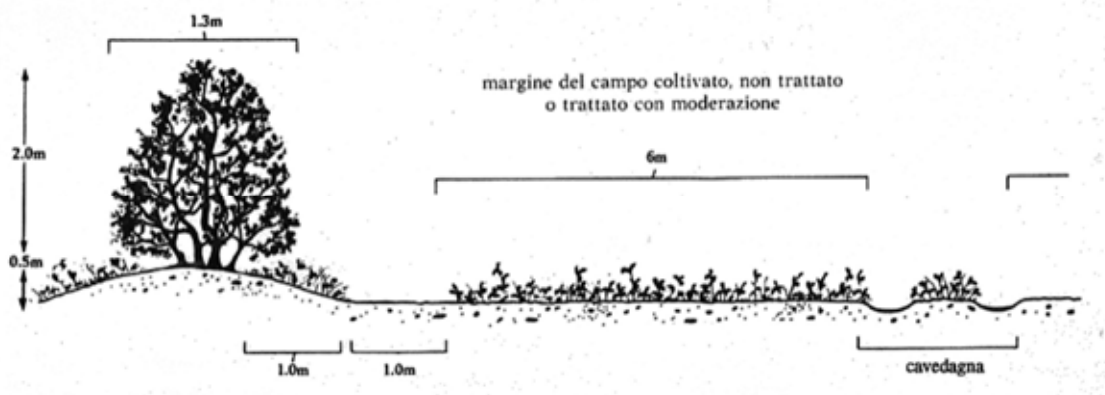 1.3m
margine del campo coltivato, non trattato
o trattato con moderazione
2.0m
6m
0.5m
1.0m
1.0m
cavedagna